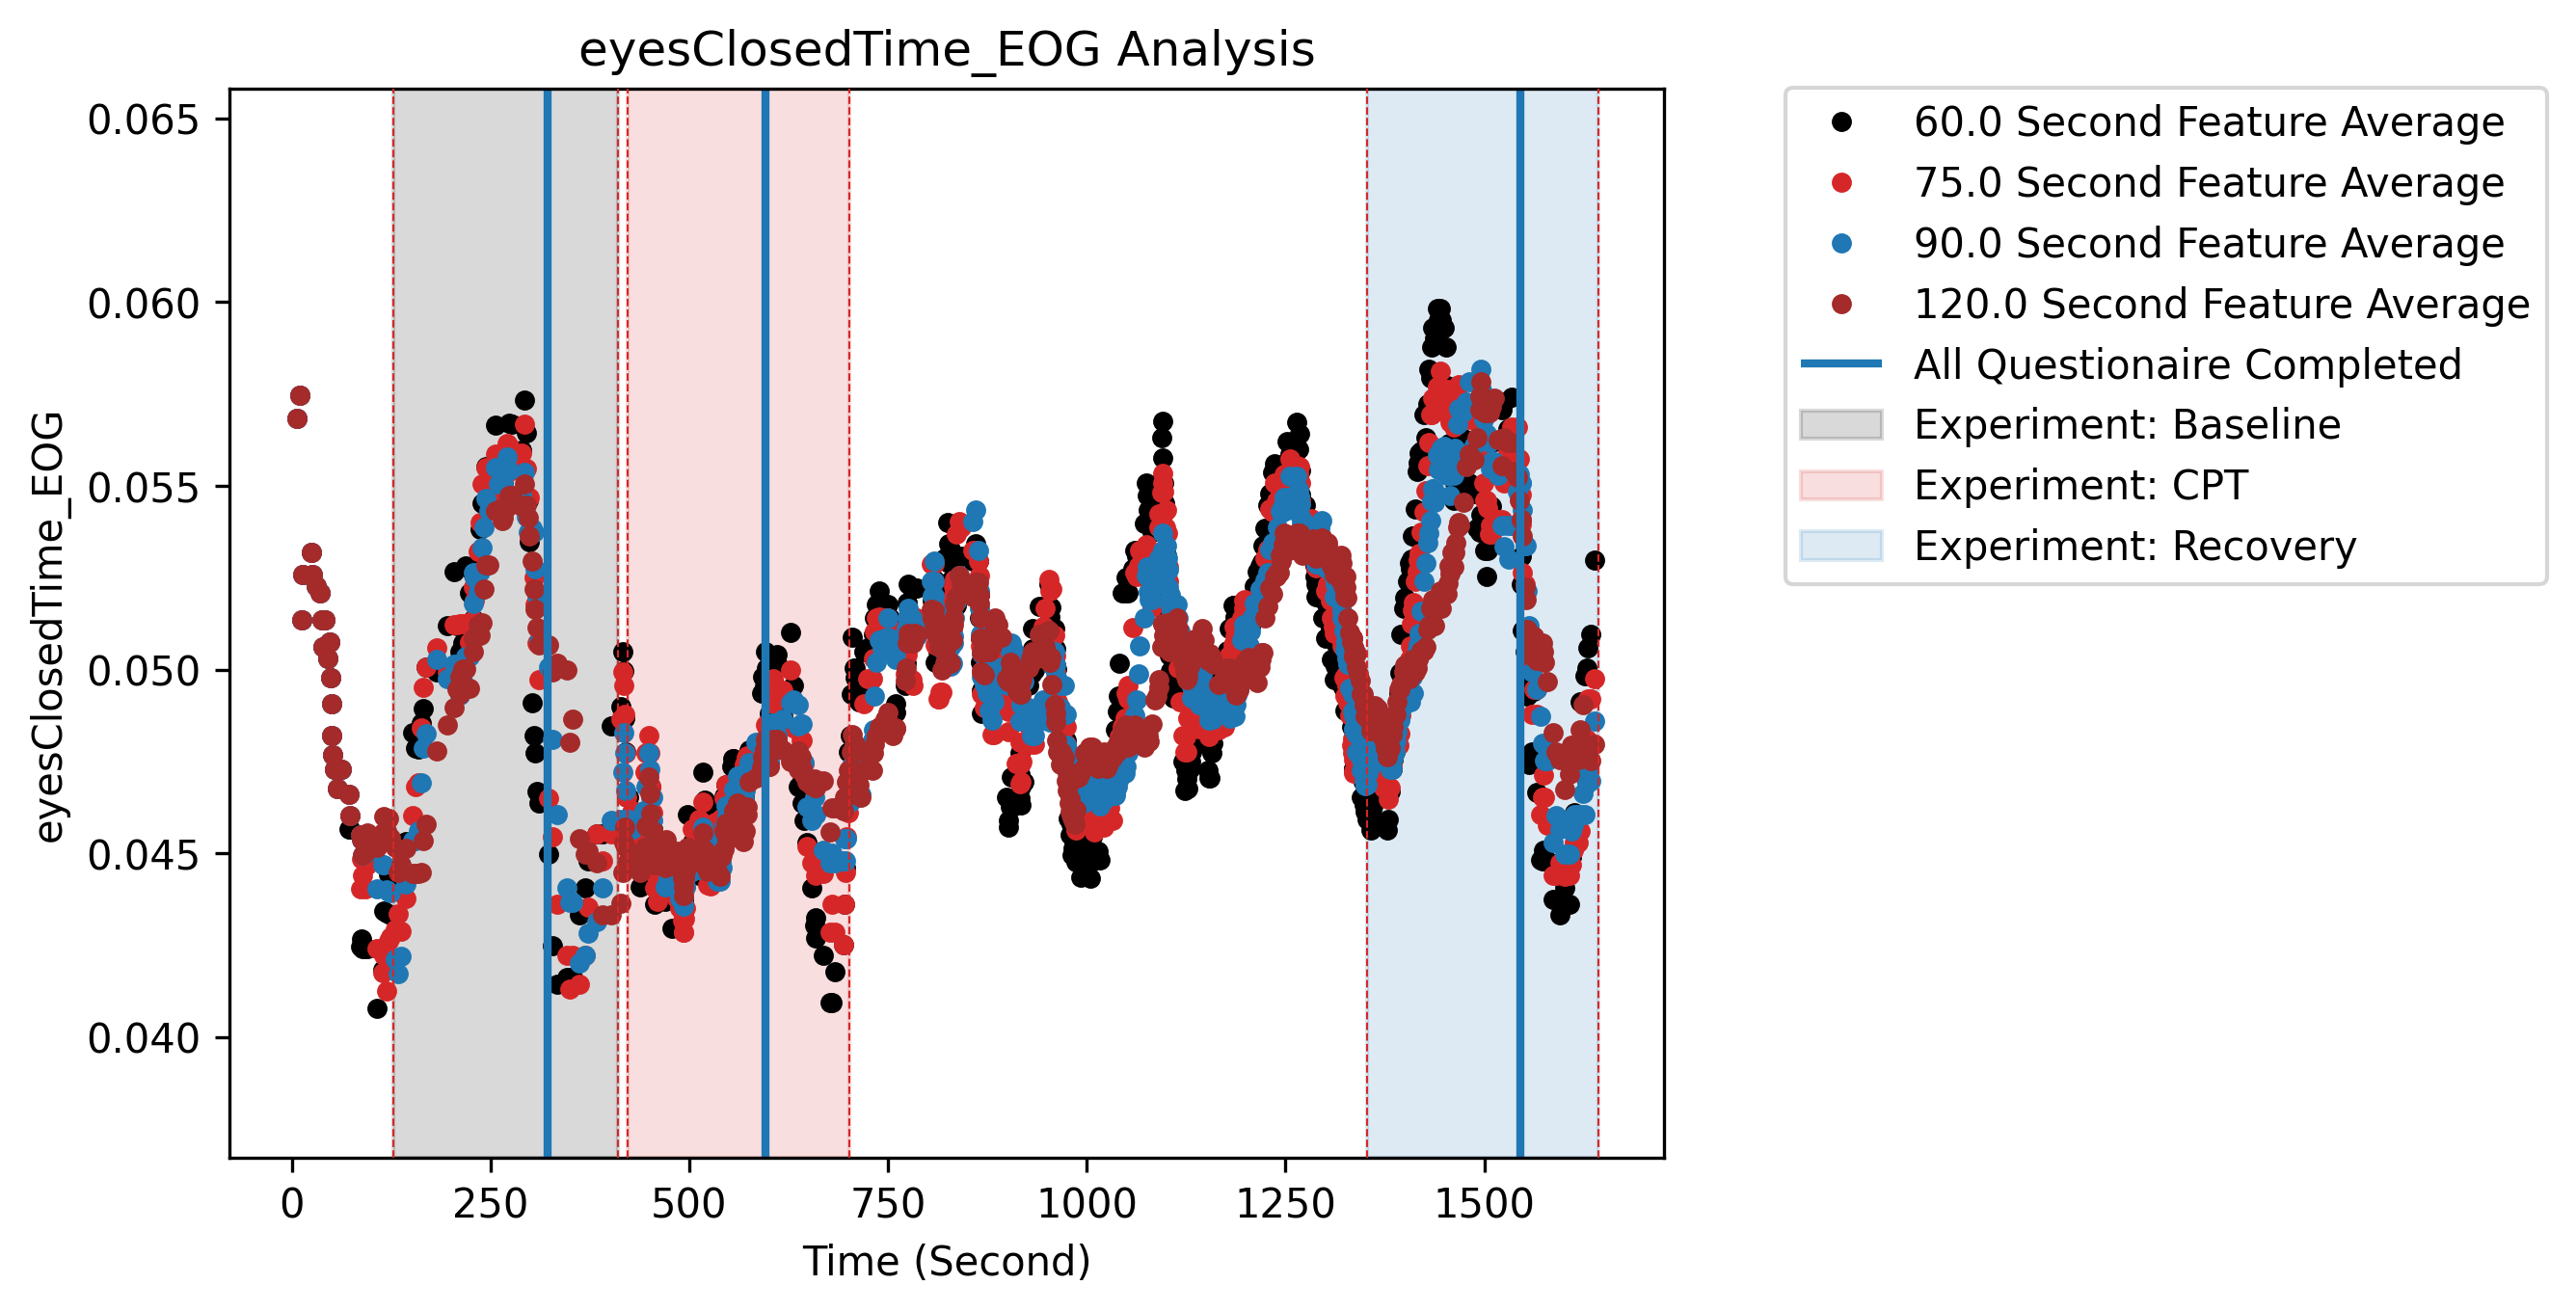 eyesClosedTime_EOG Analysis
0.065
0.060
0.055
0.050
0.045
0.040
eyesClosedTime_EOG
0
250
500
750
1000
1250
1500
Time (Second)
60.0 Second Feature Average
75.0 Second Feature Average
90.0 Second Feature Average
120.0 Second Feature Average
All Questionaire Completed
Experiment: Baseline
Experiment: CPT
Experiment: Recovery